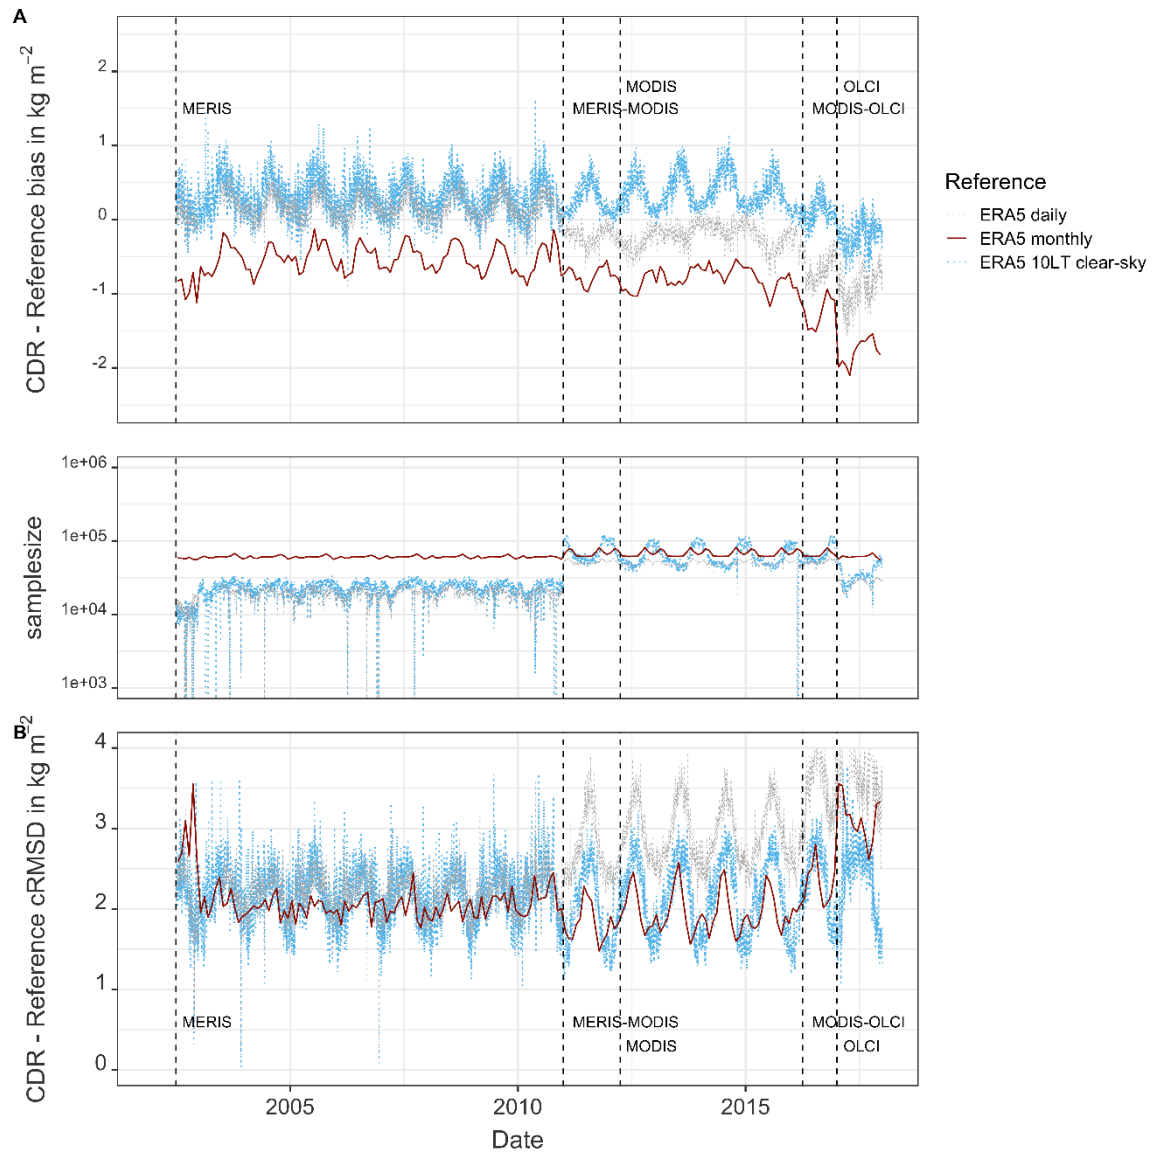 A
CDR - Reference bias in kg m⁻²
2
1
0
-1
-2
MERIS
MODIS
MERIS-MODIS
OLCI
MODIS-OLCI
Reference
ERA5 daily
ERA5 monthly
ERA5 10LT clear-sky
samplesize
1e+06
1e+05
1e+04
1e+03
B
CDR - Reference cRMSD in kg m⁻²
4
3
2
1
0
MERIS
MERIS-MODIS
MODIS
MODIS-OLCI
OLCI
2005
2010
2015
Date